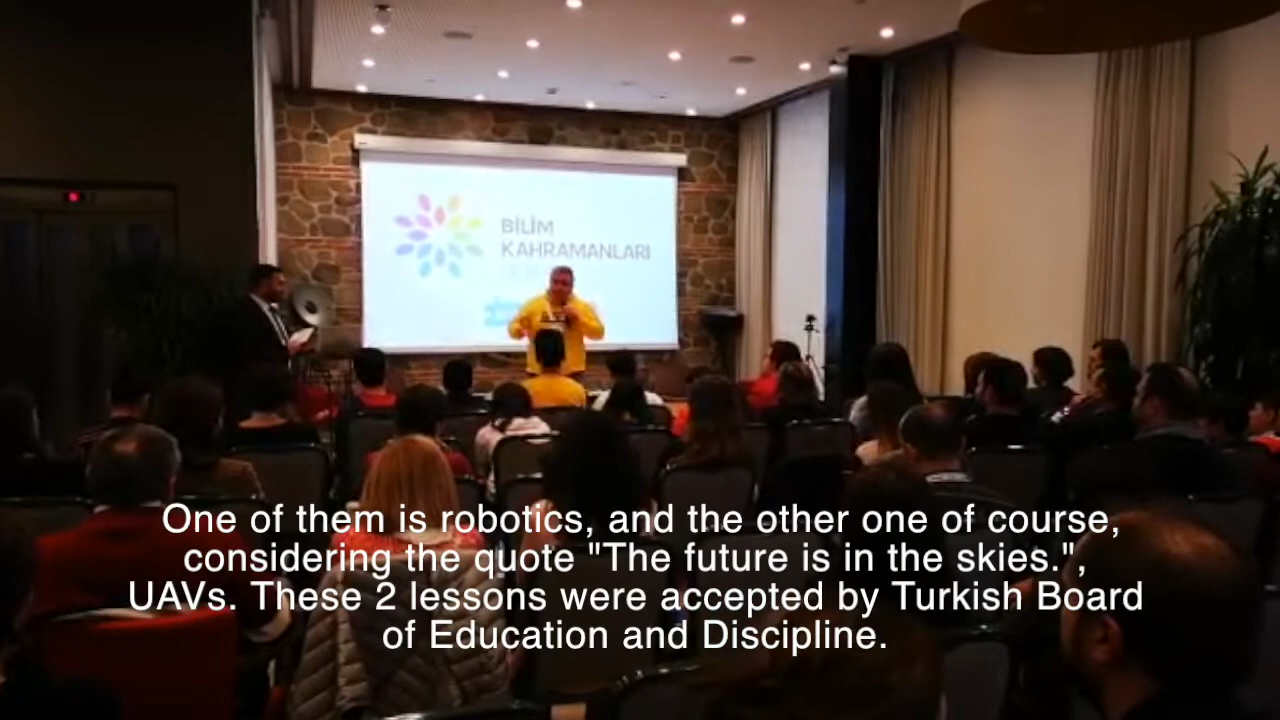 BİLİM
KAHRAMANLARI
One of them is robotics, and the other one of course,
considering the quote "The future is in the skies.",
UAVs. These 2 lessons were accepted by Turkish Board
of Education and Discipline.